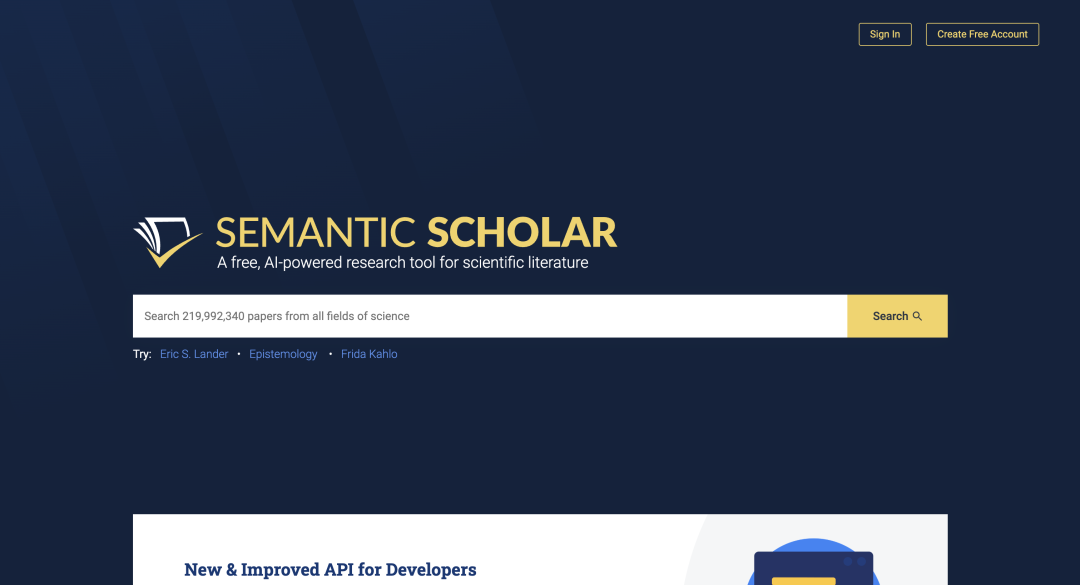 Sign In
Create Free Account
SEMANTIC SCHOLAR
A free, AI-powered research tool for scientific literature
Search 219,992,340 papers from all fields of science
Search
Try: Eric S. Lander • Epistemology • Frida Kahlo
New & Improved API for Developers